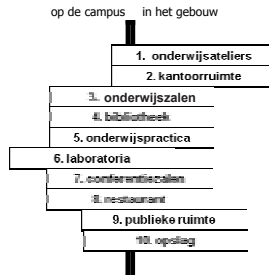 op de campus in het gebouw
1. onderwijsateliers
2. kantoorruimte
3. onderwijszalen
4. bibliotheek
5. onderwijspractica
6. laboratoria
7. conferentiezalen
8. restaurant
9. publieke ruimte
10. opslag